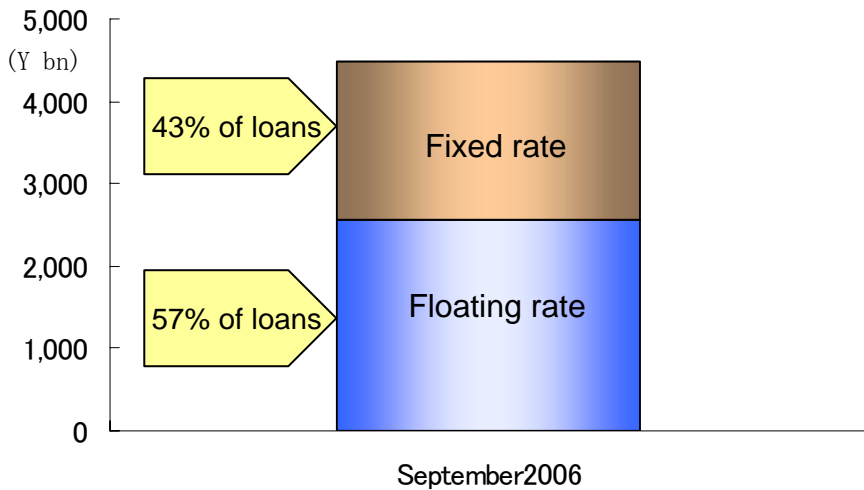 5,000
(Y bn)
4,000
43% of loans
Fixed rate
3,000
2,000
57% of loans
Floating rate
1,000
0
September2006